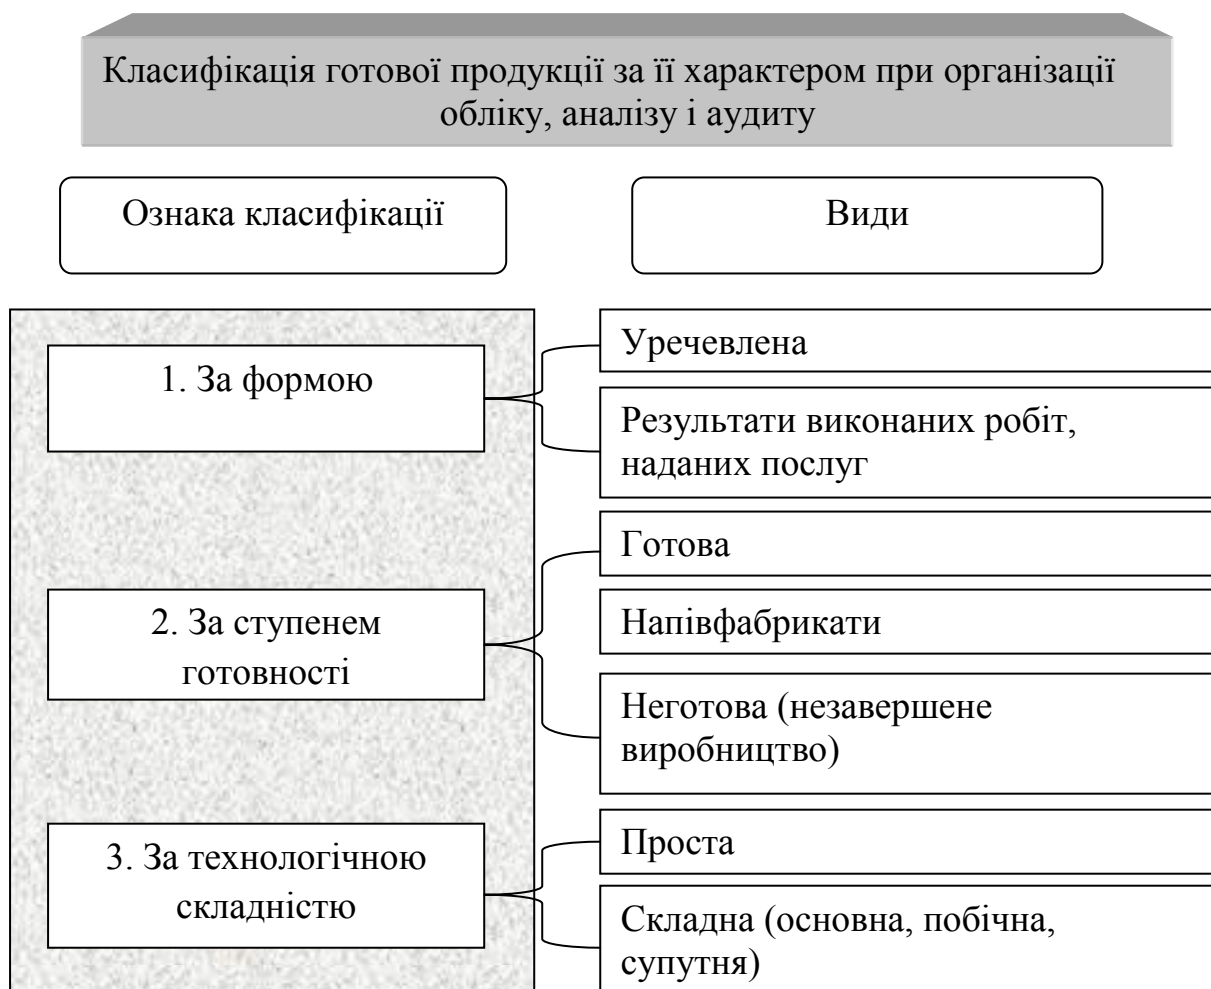 Класифікація готової продукції за її характером при організації
обліку, аналізу і аудиту
Ознака класифікації
Види
1. За формою
Уречевлена
Результати виконаних робіт,
наданих послуг
2. За ступенем
готовності
Готова
Напівфабрикати
Неготова (незавершене
виробництво)
3. За технологічною
складністю
Проста
Складна (основна, побічна,
супутня)